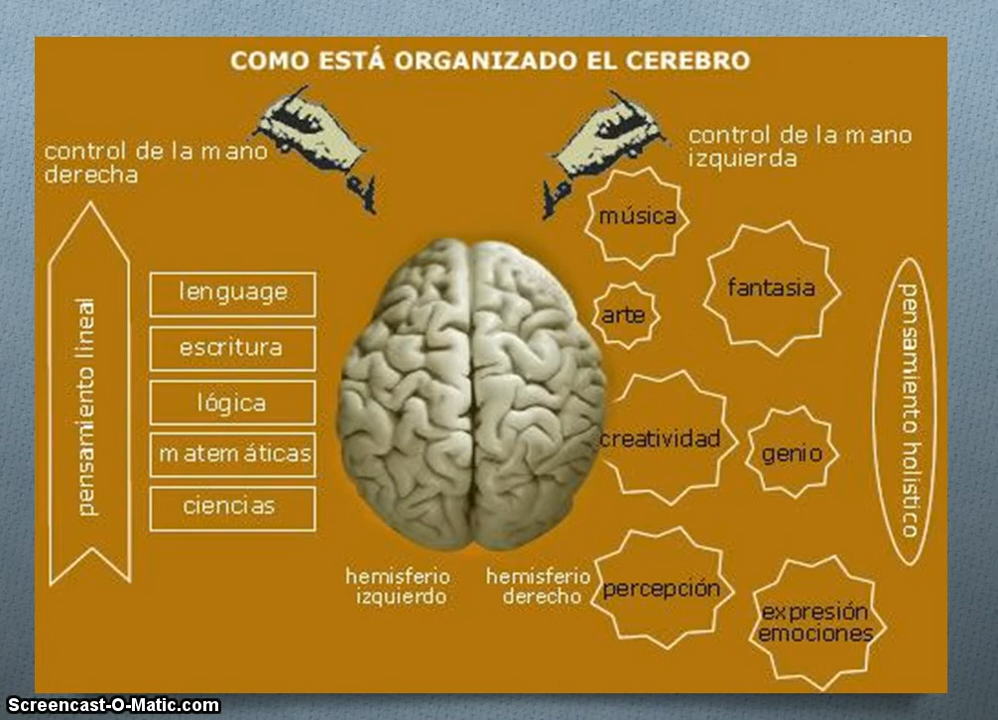 COMO ESTÁ ORGANIZADO EL CEREBRO
control de la mano
derecha
control de la mano
izquierda
pensamiento lineal
lenguage
escritura
lógica
matemáticas
ciencias
hemisferio
izquierdo
hemisferio
derecho
música
fantasia
arte
creatividad
genio
percepción
expresión
emociones
pensamiento holistico
Screencast-O-Matic.com